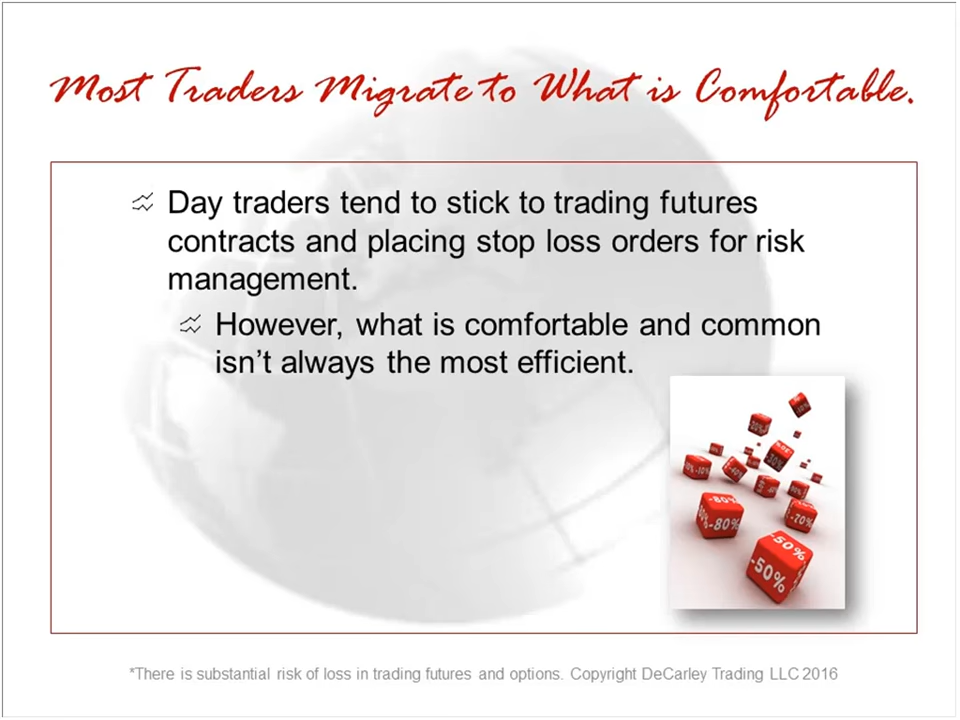 Most Traders Migrate to What is Comfortable.
Day traders tend to stick to trading futures
contracts and placing stop loss orders for risk
management.
However, what is comfortable and common
isn’t always the most efficient.
-80%
-80%
-70%
-50%
-50%
*There is substantial risk of loss in trading futures and options. Copyright DeCarley Trading LLC 2016